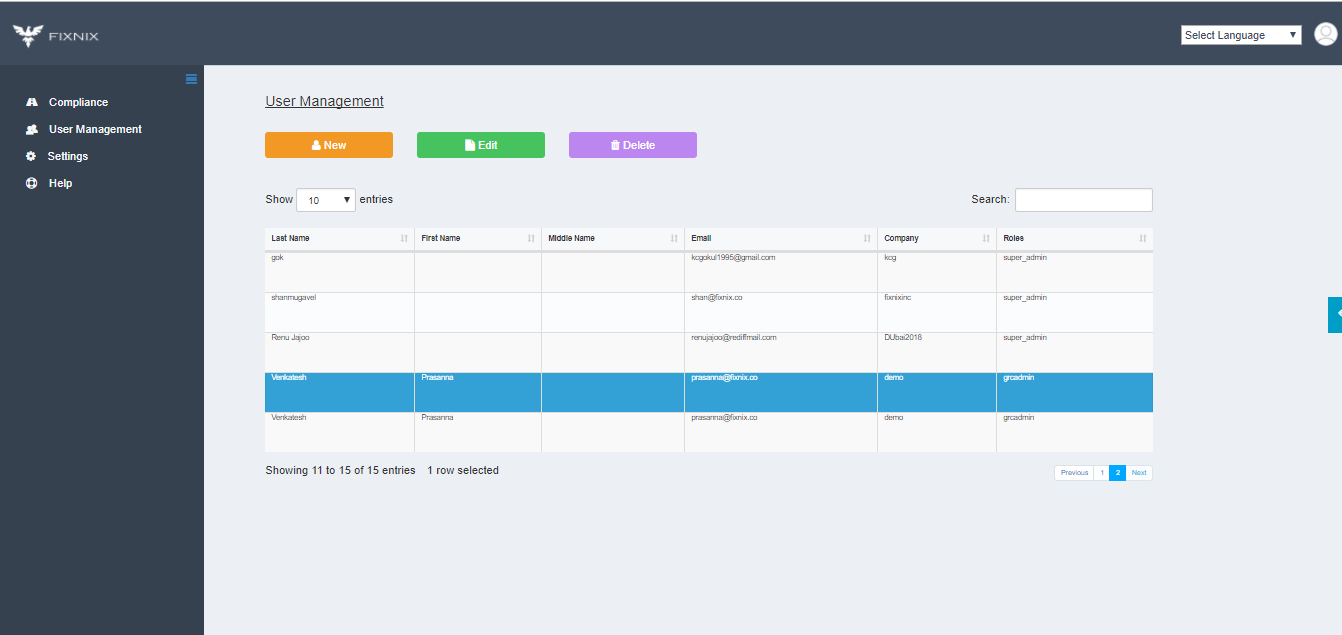 FIXNIX
Select Language
Compliance
User Management
Settings
Help
User Management
New Edit Delete
Show 10 entries Search:
Last Name First Name Middle Name Email Company Roles
gok kcgokul1995@gmail.com kcg super_admin
shanmugavel shan@fixnix.co fixnixinc super_admin
Renu Jajoo renujajoo@rediffmail.com DUbai2018 super_admin
Venkatesh Prasanna prasanna@fixnix.co demo grcadmin
Venkatesh Prasanna prasanna@fixnix.co demo grcadmin
Showing 11 to 15 of 15 entries 1 row selected
Previous 1 2 Next